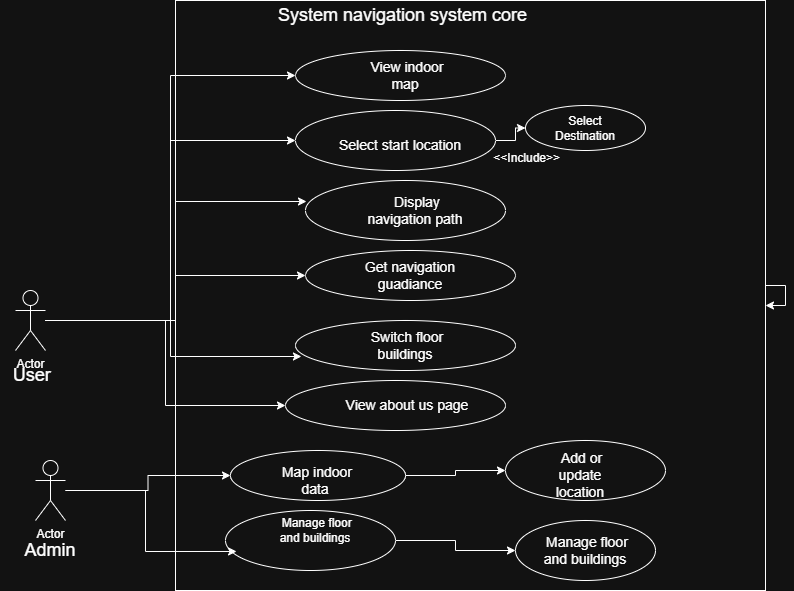 System navigation system core
View indoor
map
Select start location
Select
Destination
<<Include>>
Display
navigation path
Get navigation
guadiance
Switch floor
buildings
Actor
User
View about us page
Map indoor
data
Add or
update
location
Actor
Admin
Manage floor
and buildings
Manage floor
and buildings